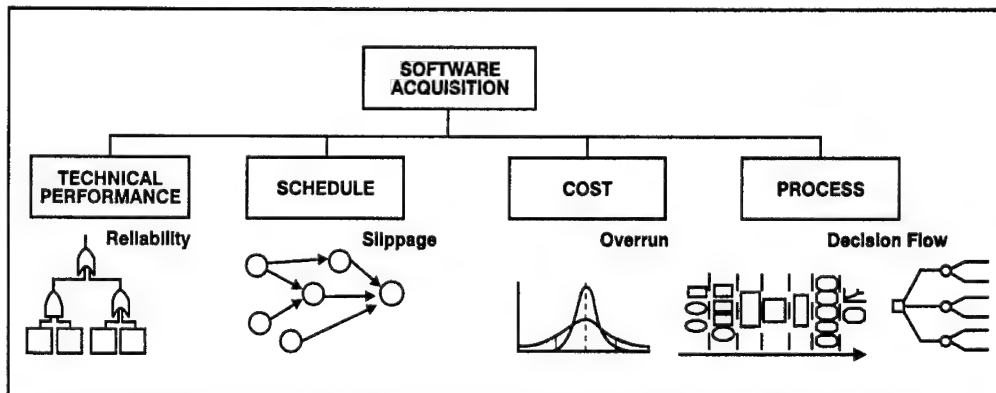 SOFTWARE
ACQUISITION
TECHNICAL
PERFORMANCE
SCHEDULE
COST
PROCESS
Reliability
Slippage
Overrun
Decision Flow